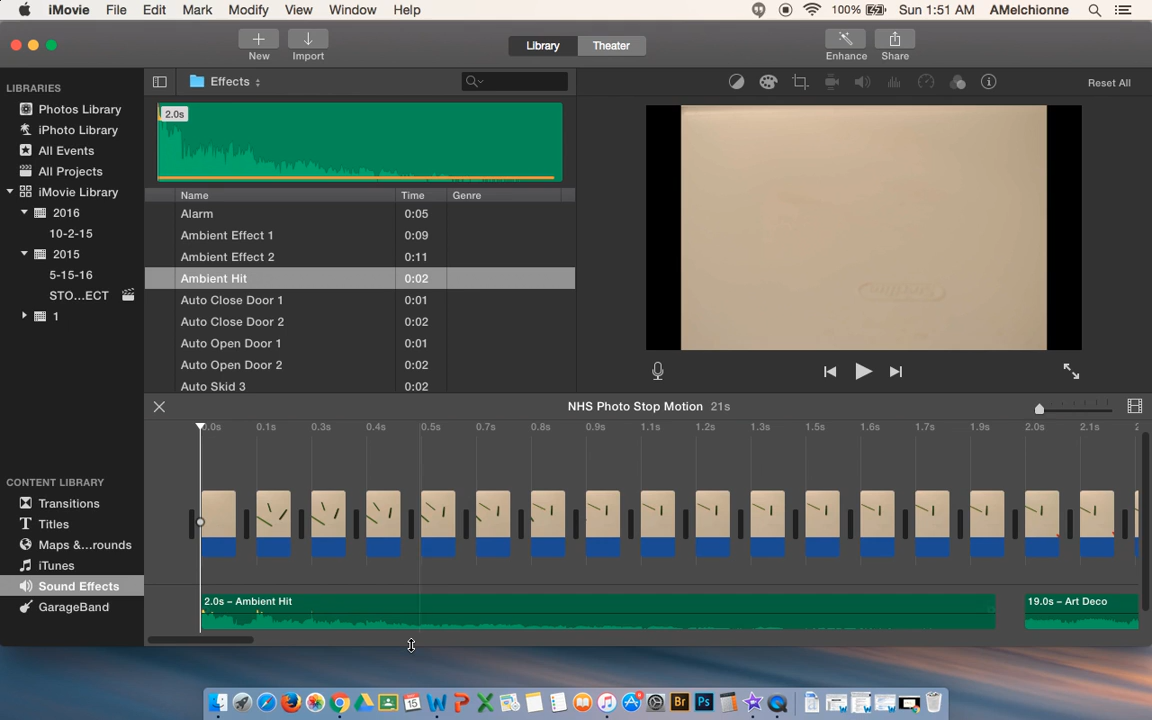 iMovie File Edit Mark Modify View Window Help 100% Sun 1:51 AM AMelchionne
New Import Library Theater Enhance Share
LIBRARIES
Photos Library
iPhoto Library
All Events
All Projects
iMovie Library
2016
10-2-15
2015
5-15-16
STO...ECT
1
Effects
Reset All
2.0s
Name Time Genre
Alarm 0:05
Ambient Effect 1 0:09
Ambient Effect 2 0:11
Ambient Hit 0:02
Auto Close Door 1 0:01
Auto Close Door 2 0:02
Auto Open Door 1 0:01
Auto Open Door 2 0:02
Auto Skid 3 0:02
NHS Photo Stop Motion 21s
0.0s 0.1s 0.3s 0.4s 0.5s 0.7s 0.8s 0.9s 1.1s 1.2s 1.3s 1.5s 1.6s 1.7s 1.9s 2.0s 2.1s
2.0s – Ambient Hit 19.0s – Art Deco
CONTENT LIBRARY
Transitions
Titles
Maps &...rounds
iTunes
Sound Effects
GarageBand
15 W P X Br Ps